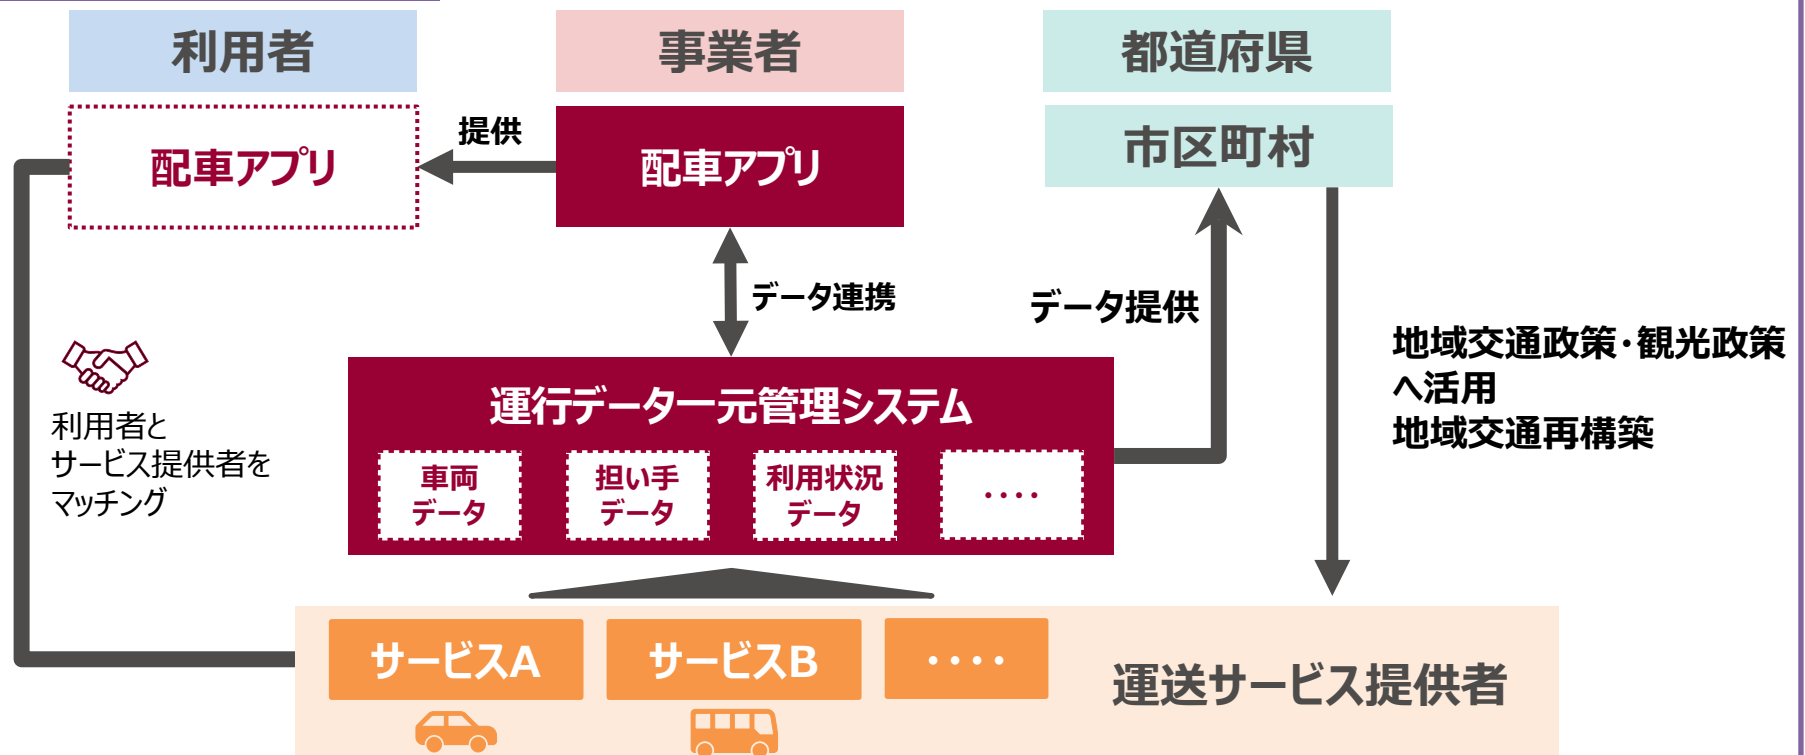 利用者
事業者
都道府県
配車アプリ
提供
配車アプリ
市区町村
データ連携
データ提供
地域交通政策・観光政策
へ活用
地域交通再構築
利用者と
サービス提供者を
マッチング
運行データ一元管理システム
車両
データ
担い手
データ
利用状況
データ
‥‥
サービスA
サービスB
‥‥
運送サービス提供者